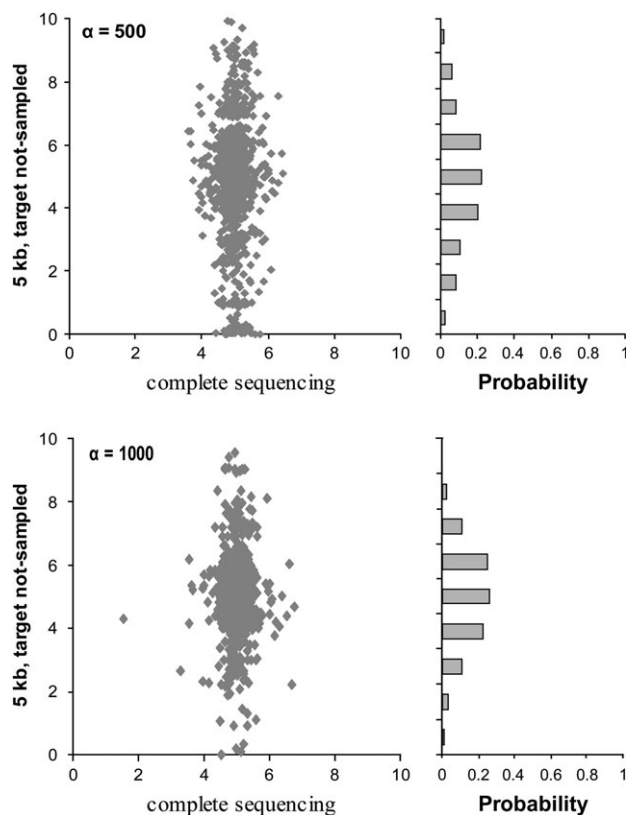 α = 500
5 kb, target not-sampled
10
8
6
4
2
0
0 2 4 6 8 10
complete sequencing
0 0.2 0.4 0.6 0.8 1
Probability
α = 1000
5 kb, target not-sampled
10
8
6
4
2
0
0 2 4 6 8 10
complete sequencing
0 0.2 0.4 0.6 0.8 1
Probability